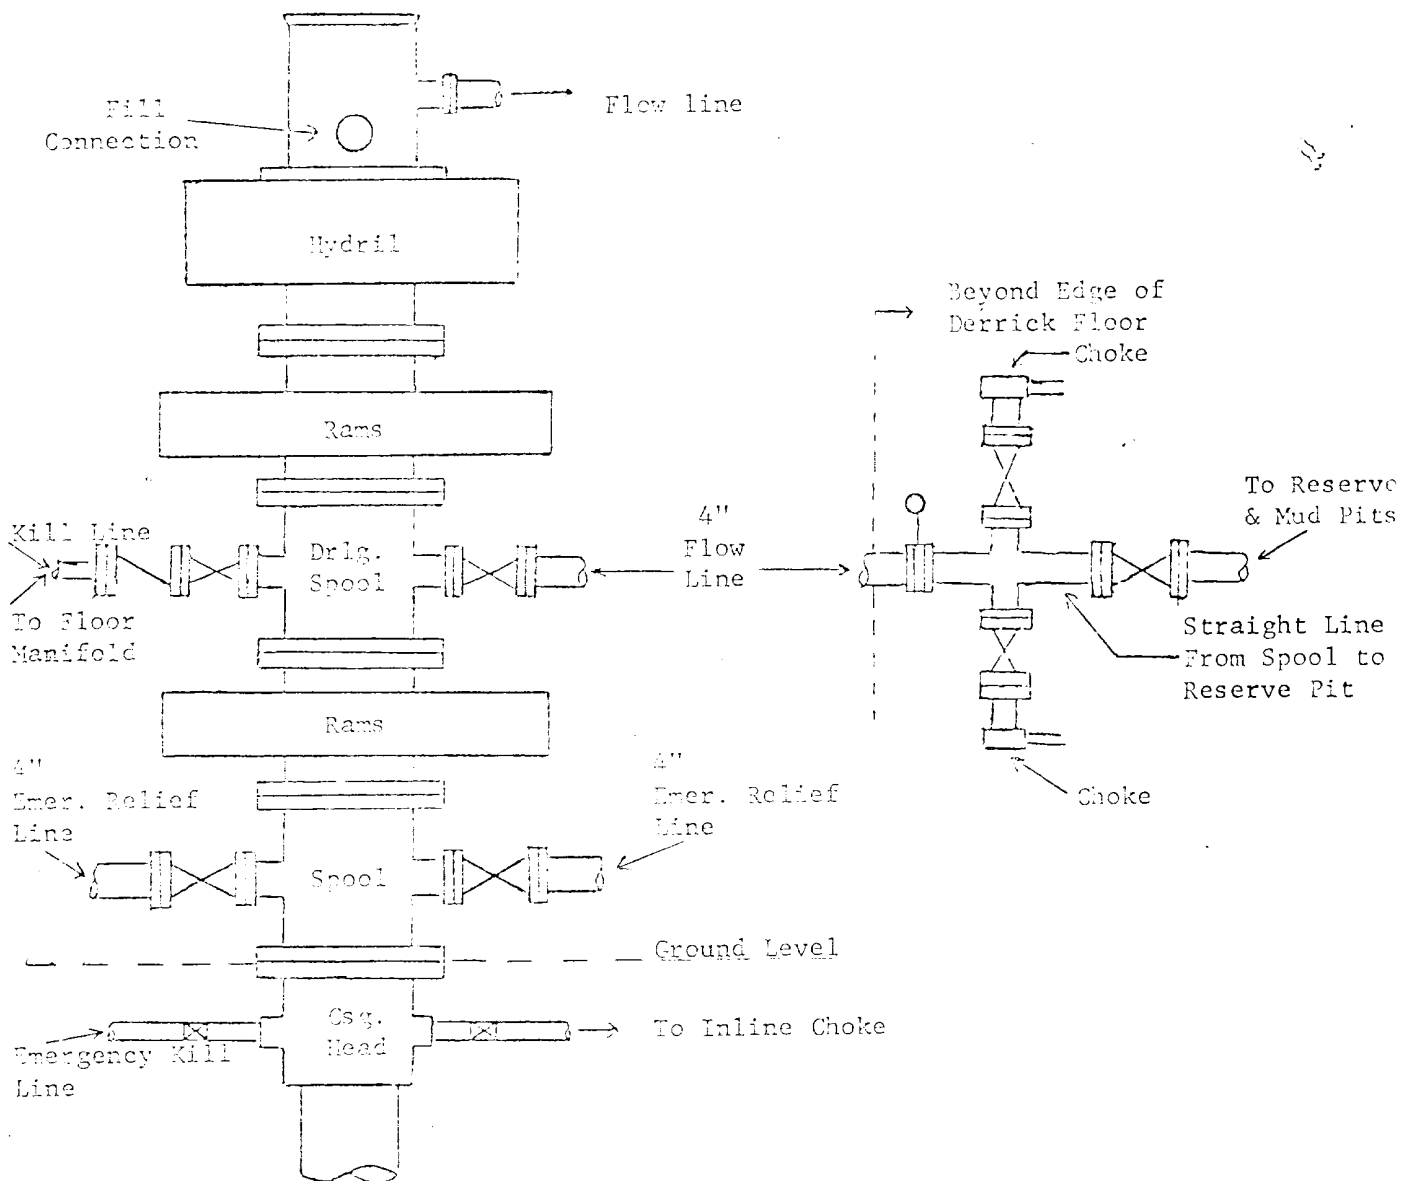 Fill
Connection
Flow line
Hydril
Beyond Edge of
Derrick Floor
Choke
Rams
To Reserve
& Mud Pits
4"
Flow
Line
Kill Line
Drlg.
Spool
To Floor
Manifold
Straight Line
From Spool to
Reserve Pit
Rams
4"
Emer. Relief
Line
4"
Emer. Relief
Line
Choke
Spool
Ground Level
Csg.
Head
To Inline Choke
Emergency Kill
Line